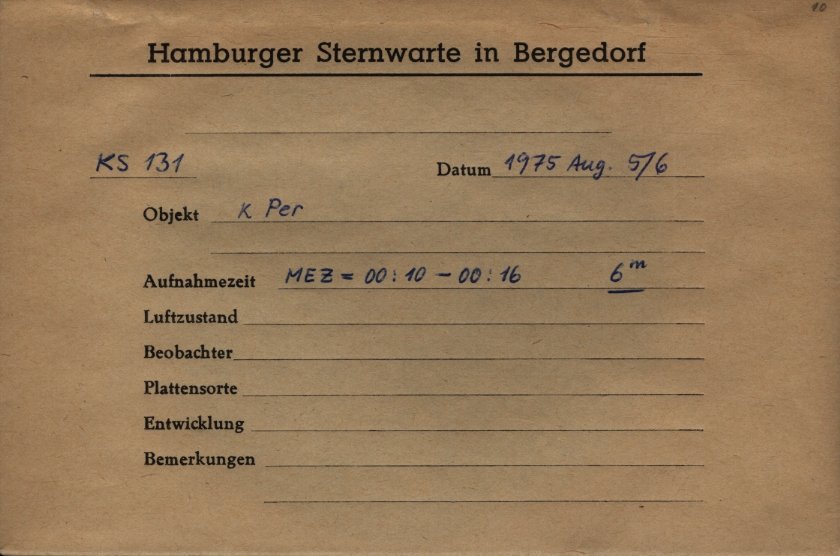 10
Hamburger Sternwarte in Bergedorf
KS 131 Datum 1975 Aug. 5/6
Objekt κ Per
Aufnahmezeit MEZ = 00:10 – 00:16 6ᵐ
Luftzustand
Beobachter
Plattensorte
Entwicklung
Bemerkungen